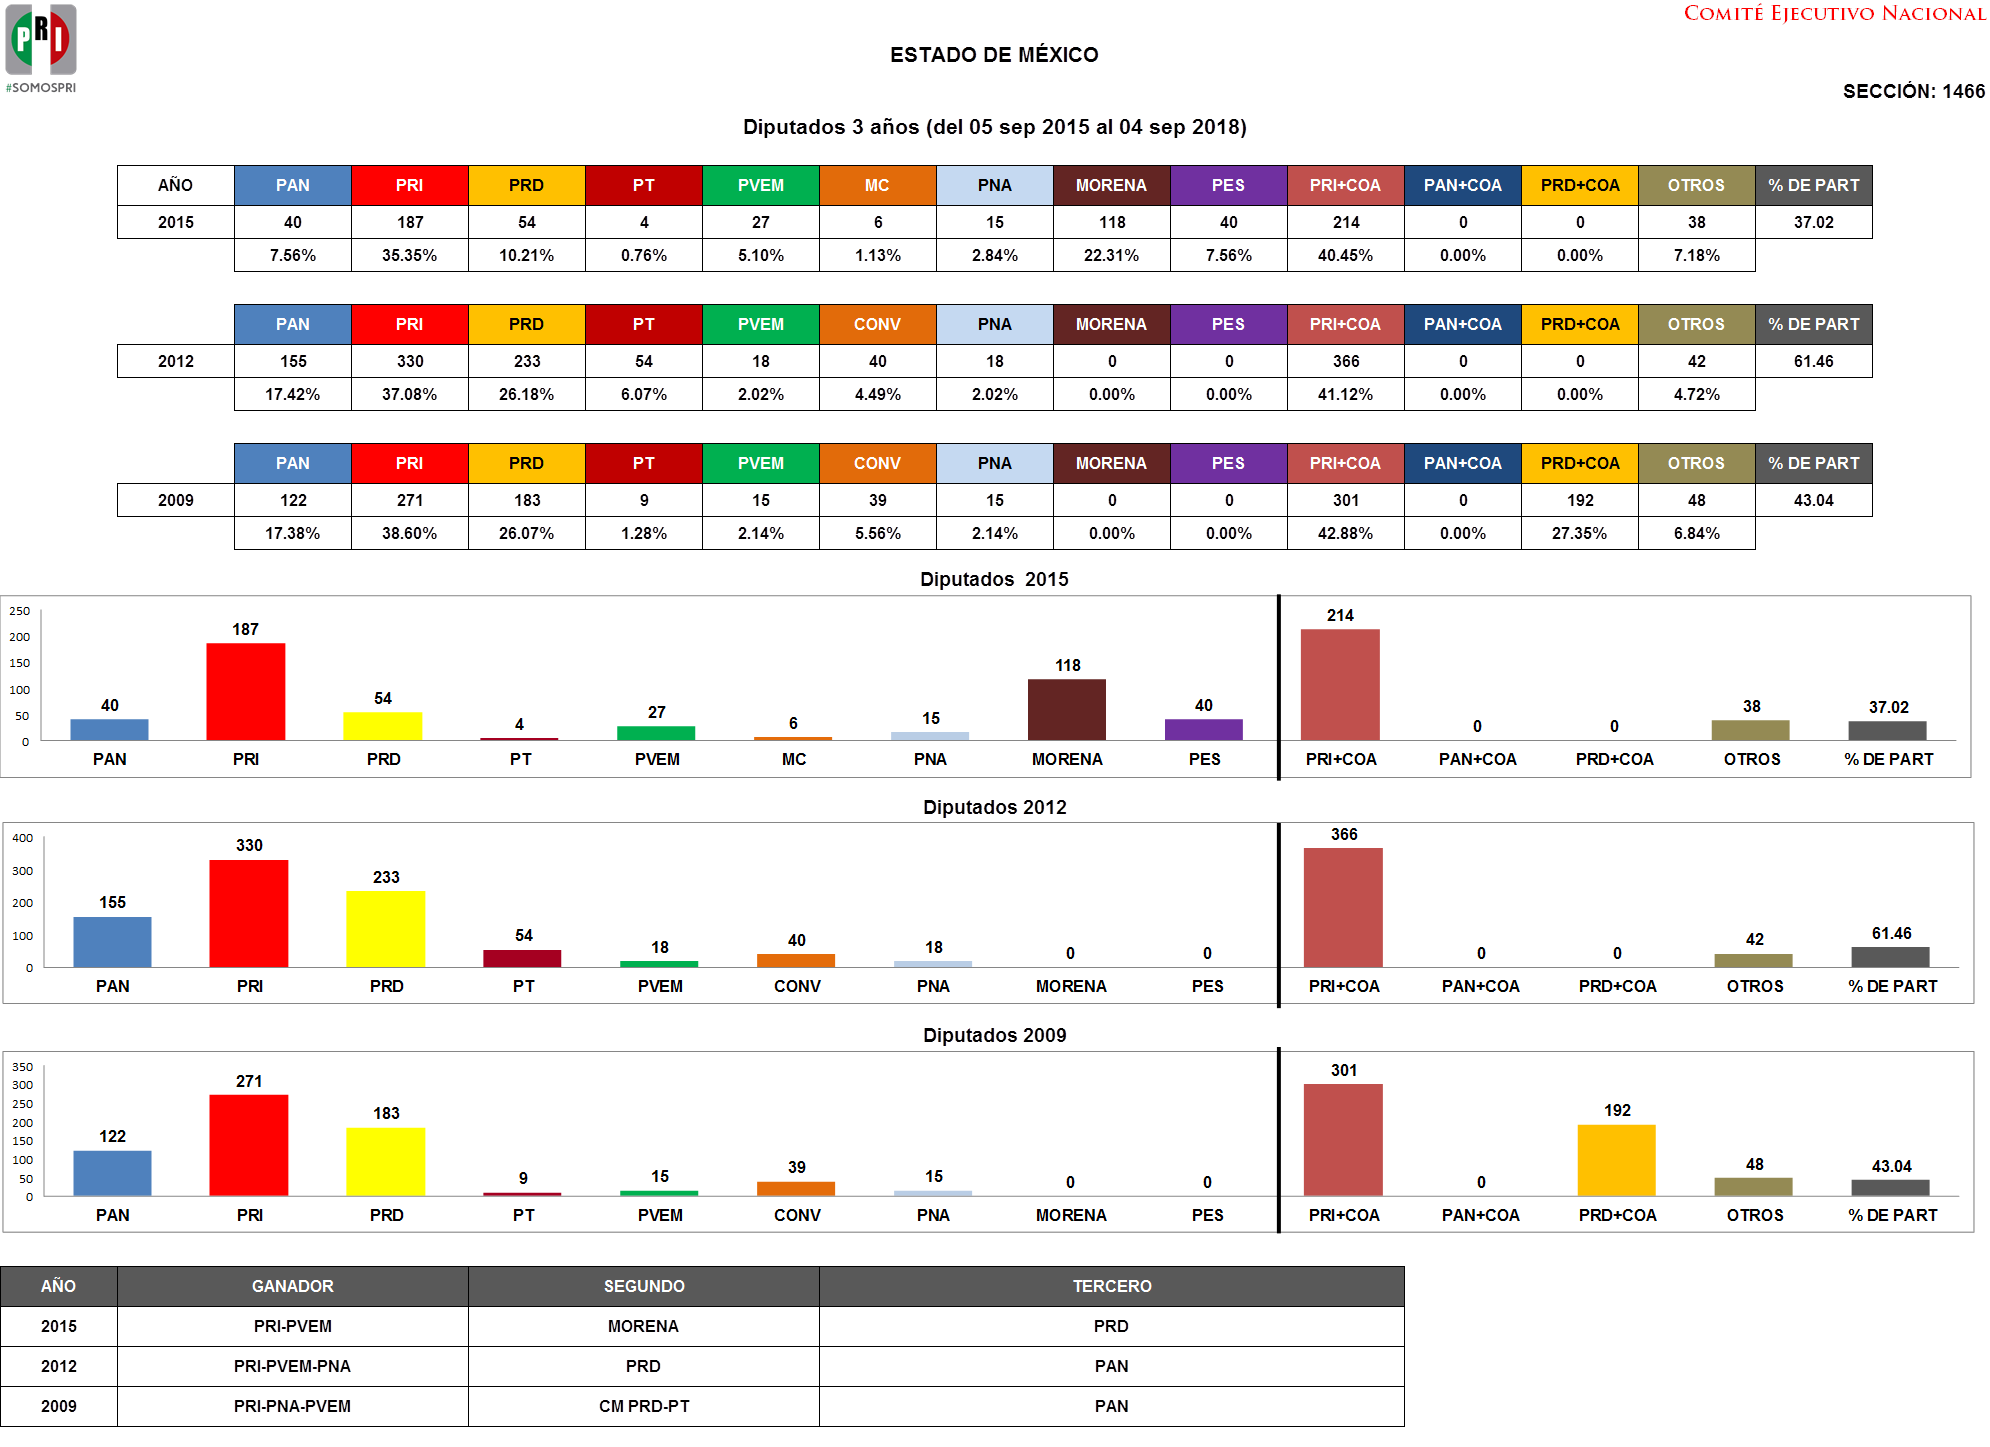 PRI
#SOMOSPRI
COMITÉ EJECUTIVO NACIONAL
ESTADO DE MÉXICO
SECCIÓN: 1466
Diputados 3 años (del 05 sep 2015 al 04 sep 2018)
AÑO PAN PRI PRD PT PVEM MC PNA MORENA PES PRI+COA PAN+COA PRD+COA OTROS % DE PART
2015 40 187 54 4 27 6 15 118 40 214 0 0 38 37.02
7.56% 35.35% 10.21% 0.76% 5.10% 1.13% 2.84% 22.31% 7.56% 40.45% 0.00% 0.00% 7.18%
PAN PRI PRD PT PVEM CONV PNA MORENA PES PRI+COA PAN+COA PRD+COA OTROS % DE PART
2012 155 330 233 54 18 40 18 0 0 366 0 0 42 61.46
17.42% 37.08% 26.18% 6.07% 2.02% 4.49% 2.02% 0.00% 0.00% 41.12% 0.00% 0.00% 4.72%
PAN PRI PRD PT PVEM CONV PNA MORENA PES PRI+COA PAN+COA PRD+COA OTROS % DE PART
2009 122 271 183 9 15 39 15 0 0 301 0 192 48 43.04
17.38% 38.60% 26.07% 1.28% 2.14% 5.56% 2.14% 0.00% 0.00% 42.88% 0.00% 27.35% 6.84%
Diputados 2015
250
200
150
100
50
0
40 187 54 4 27 6 15 118 40 214 0 0 38 37.02
PAN PRI PRD PT PVEM MC PNA MORENA PES PRI+COA PAN+COA PRD+COA OTROS % DE PART
Diputados 2012
400
300
200
100
0
155 330 233 54 18 40 18 0 0 366 0 0 42 61.46
PAN PRI PRD PT PVEM CONV PNA MORENA PES PRI+COA PAN+COA PRD+COA OTROS % DE PART
Diputados 2009
350
300
250
200
150
100
50
0
122 271 183 9 15 39 15 0 0 301 0 192 48 43.04
PAN PRI PRD PT PVEM CONV PNA MORENA PES PRI+COA PAN+COA PRD+COA OTROS % DE PART
AÑO GANADOR SEGUNDO TERCERO
2015 PRI-PVEM MORENA PRD
2012 PRI-PVEM-PNA PRD PAN
2009 PRI-PNA-PVEM CM PRD-PT PAN